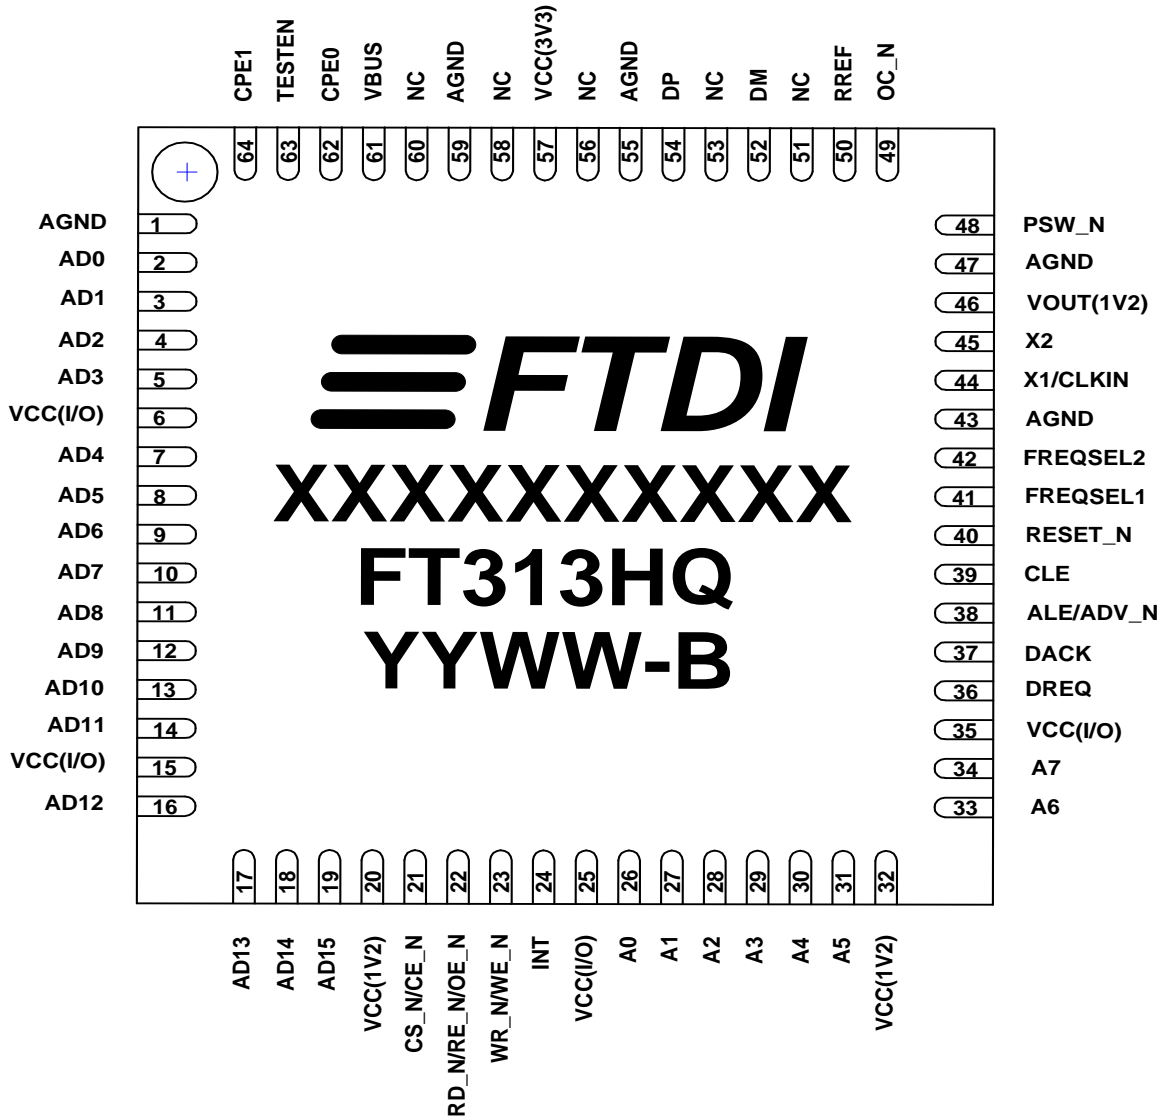 CPE1
TESTEN
CPE0
VBUS
NC
AGND
NC
VCC(3V3)
NC
AGND
DP
NC
DM
NC
RREF
OC_N
64
63
62
61
60
59
58
57
56
55
54
53
52
51
50
49
AGND 1
AD0 2
AD1 3
AD2 4
AD3 5
VCC(I/O) 6
AD4 7
AD5 8
AD6 9
AD7 10
AD8 11
AD9 12
AD10 13
AD11 14
VCC(I/O) 15
AD12 16
FTDI
XXXXXXXXXX
FT313HQ
YYWW-B
48 PSW_N
47 AGND
46 VOUT(1V2)
45 X2
44 X1/CLKIN
43 AGND
42 FREQSEL2
41 FREQSEL1
40 RESET_N
39 CLE
38 ALE/ADV_N
37 DACK
36 DREQ
35 VCC(I/O)
34 A7
33 A6
17
18
19
20
21
22
23
24
25
26
27
28
29
30
31
32
AD13
AD14
AD15
VCC(1V2)
CS_N/CE_N
RD_N/RE_N/OE_N
WR_N/WE_N
INT
VCC(I/O)
A0
A1
A2
A3
A4
A5
VCC(1V2)